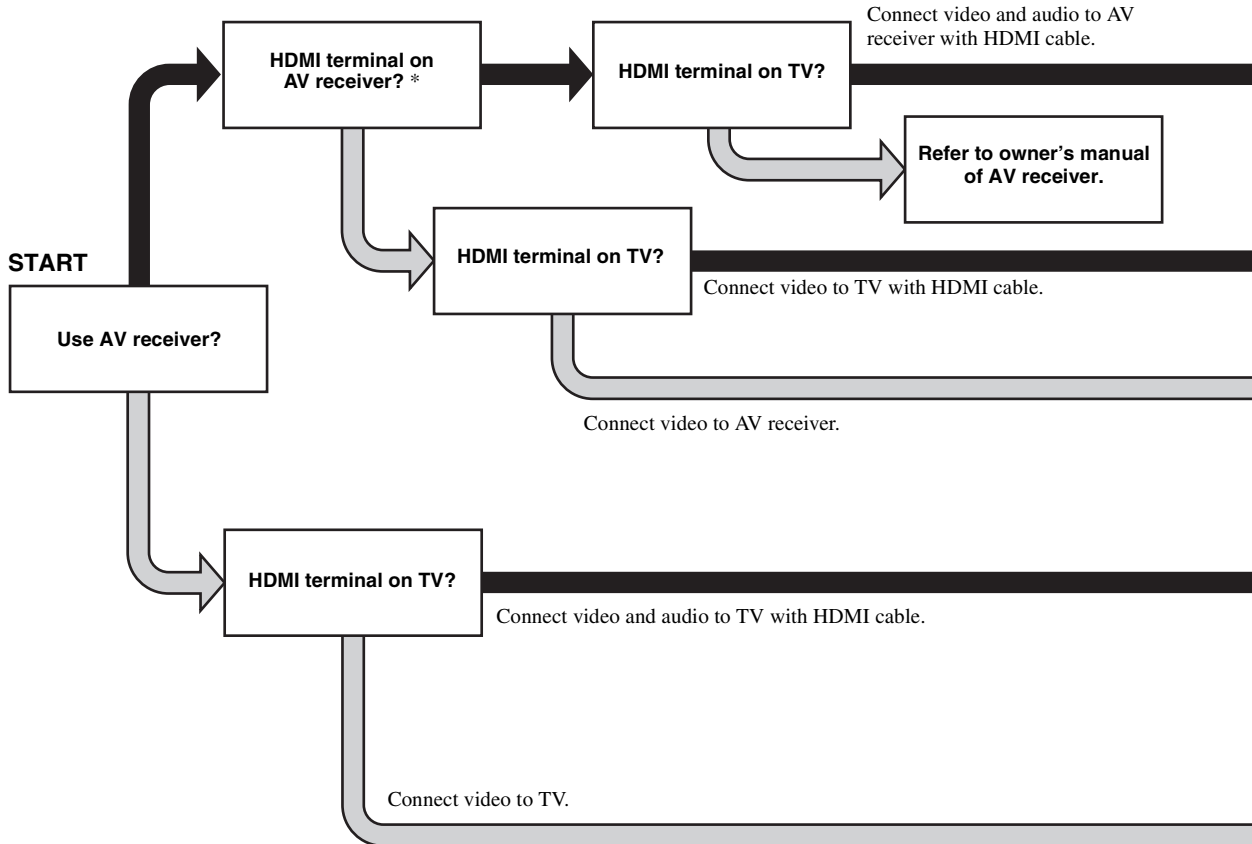 Connect video and audio to AV
receiver with HDMI cable.
HDMI terminal on
AV receiver? *
HDMI terminal on TV?
Refer to owner's manual
of AV receiver.
HDMI terminal on TV?
START
Connect video to TV with HDMI cable.
Use AV receiver?
Connect video to AV receiver.
HDMI terminal on TV?
Connect video and audio to TV with HDMI cable.
Connect video to TV.